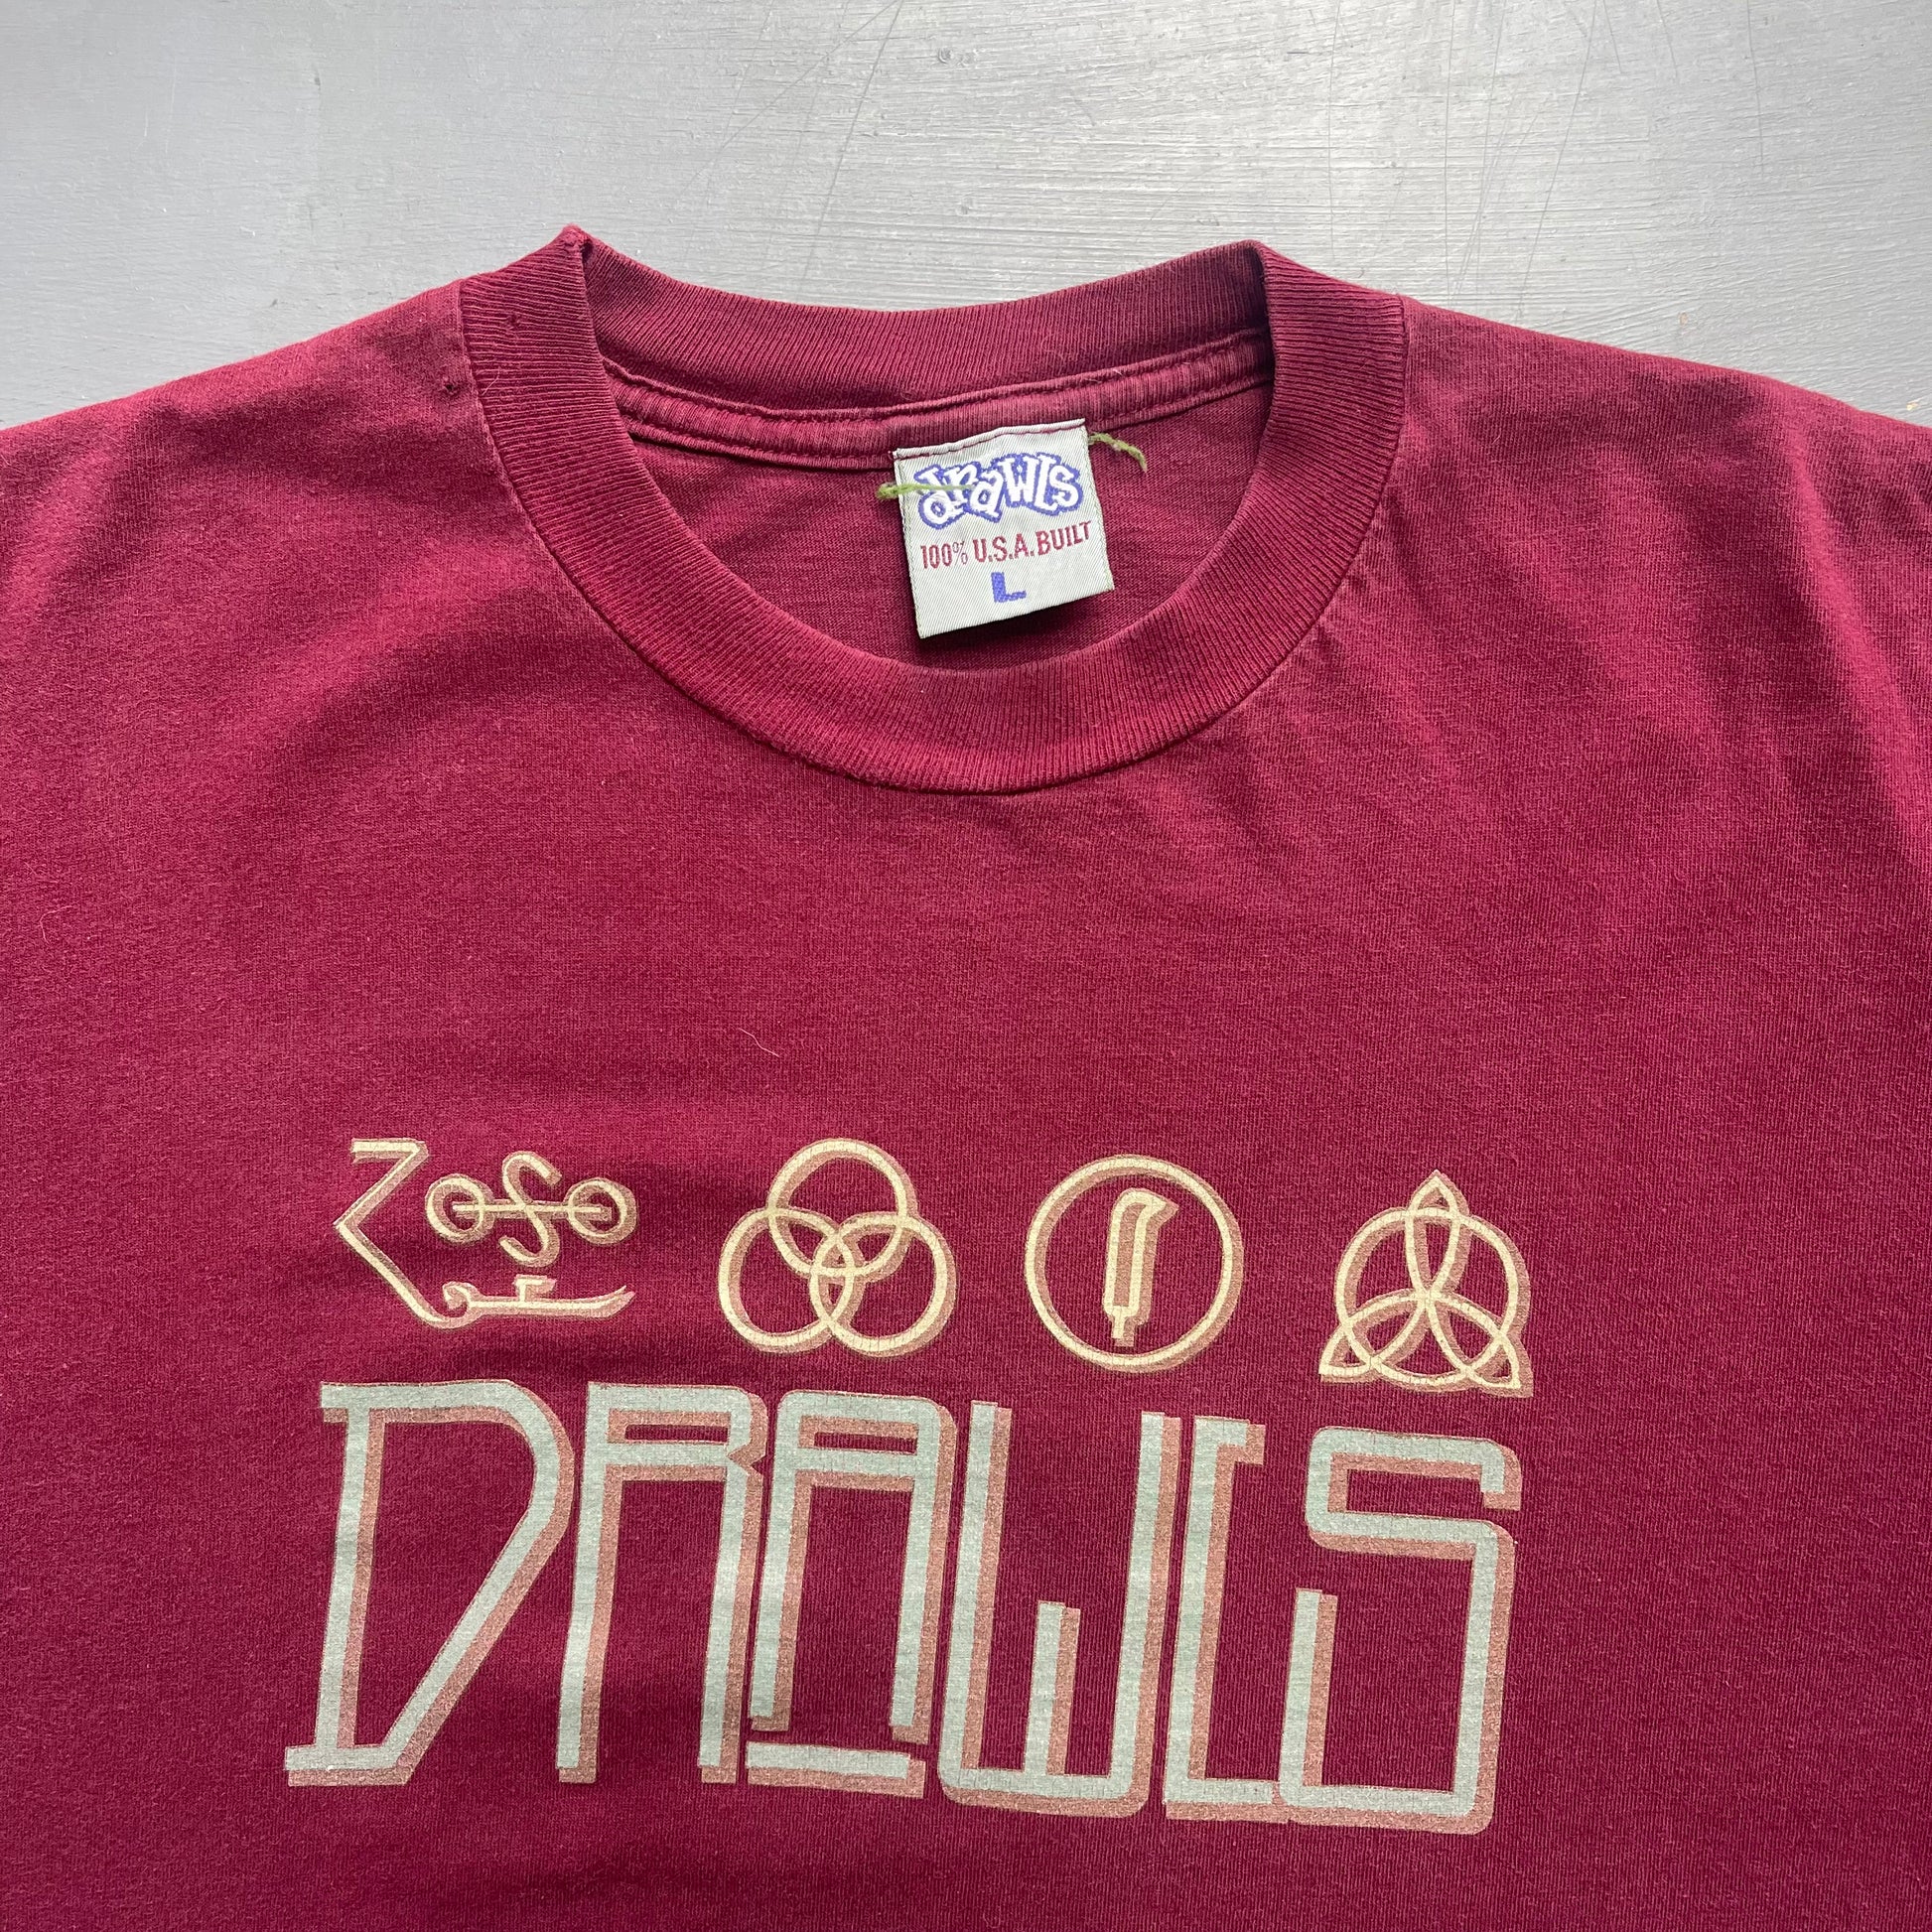 drawls
100% U.S.A. BUILT
L
ZOSO
DRAWLS